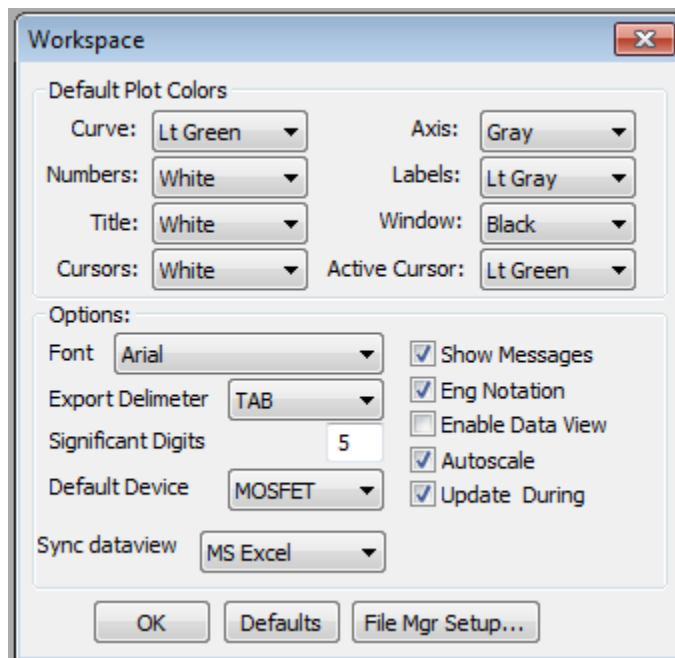 Workspace
Default Plot Colors
Curve: Lt Green Axis: Gray
Numbers: White Labels: Lt Gray
Title: White Window: Black
Cursors: White Active Cursor: Lt Green
Options:
Font Arial Show Messages
Eng Notation
Export Delimeter TAB
Enable Data View
Significant Digits 5
Autoscale
Default Device MOSFET Update During
Sync dataview MS Excel
OK Defaults File Mgr Setup...